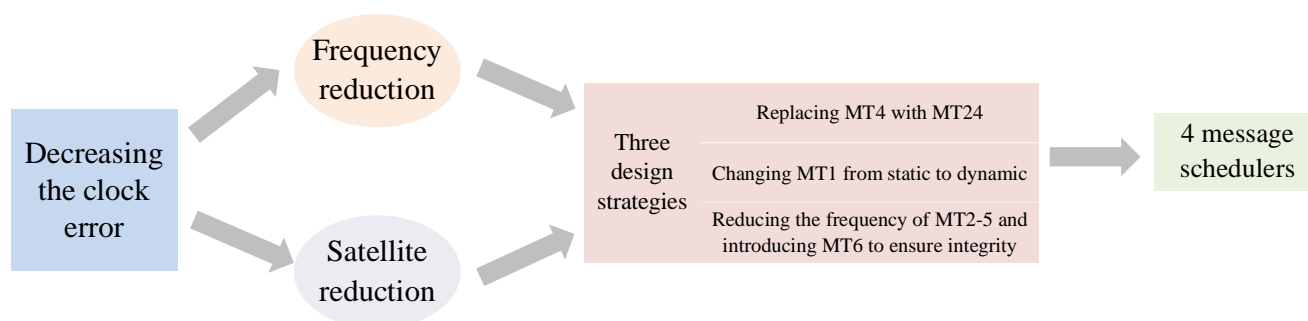 Decreasing
the clock
error
Frequency
reduction
Satellite
reduction
Three
design
strategies
Replacing MT4 with MT24
Changing MT1 from static to dynamic
Reducing the frequency of MT2-5 and
introducing MT6 to ensure integrity
4 message
schedulers